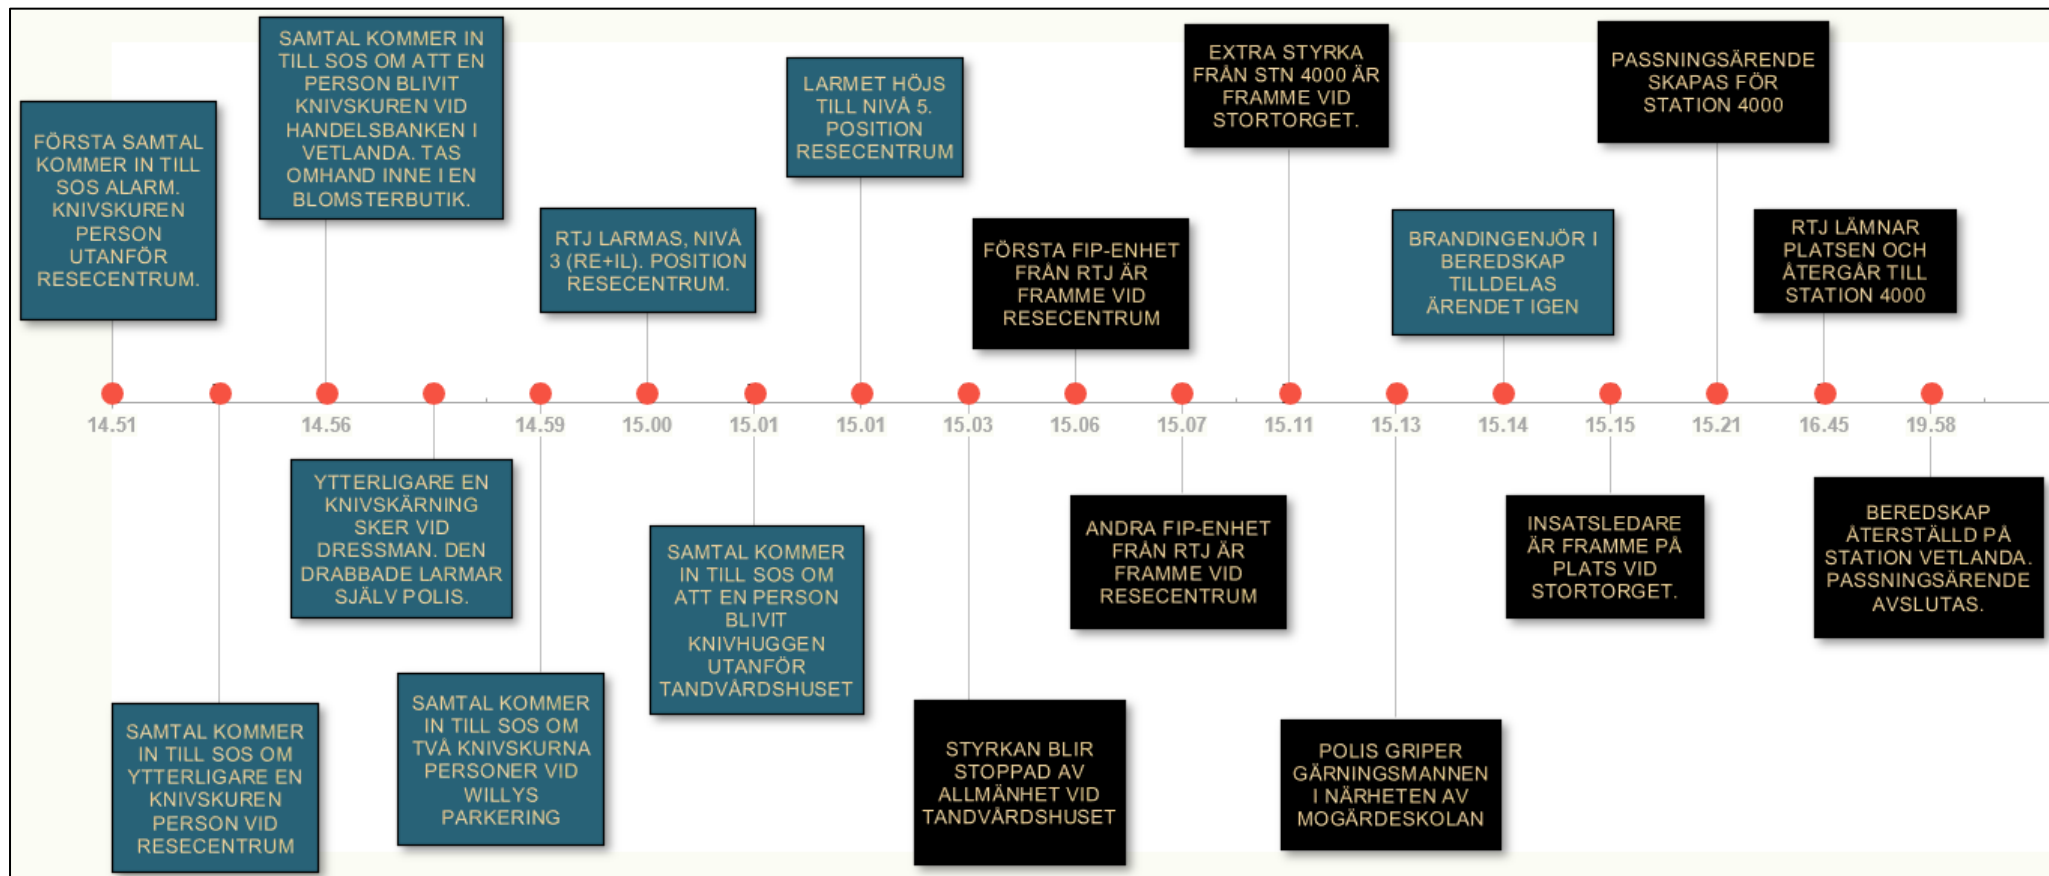 FÖRSTA SAMTAL
KOMMER IN TILL
SOS ALARM.
KNIVSKUREN
PERSON
UTANFÖR
RESECENTRUM.
SAMTAL KOMMER IN
TILL SOS OM ATT EN
PERSON BLIVIT
KNIVSKUREN VID
HANDELSBANKEN I
VETLANDA. TAS
OMHAND INNE I EN
BLOMSTERBUTIK.
RTJ LARMAS, NIVÅ
3 (RE+IL). POSITION
RESECENTRUM.
LARMET HÖJS
TILL NIVÅ 5.
POSITION
RESECENTRUM
FÖRSTA FIP-ENHET
FRÅN RTJ ÄR
FRAMME VID
RESECENTRUM
EXTRA STYRKA
FRÅN STN 4000 ÄR
FRAMME VID
STORTORGET.
BRANDINGENJÖR I
BEREDSKAP
TILLDELAS
ÄRENDET IGEN
PASSNINGSÄRENDE
SKAPAS FÖR
STATION 4000
RTJ LÄMNAR
PLATSEN OCH
ÅTERGÅR TILL
STATION 4000
14.51 14.56 14.59 15.00 15.01 15.01 15.03 15.06 15.07 15.11 15.13 15.14 15.15 15.21 16.45 19.58
SAMTAL KOMMER
IN TILL SOS OM
YTTERLIGARE EN
KNIVSKUREN
PERSON VID
RESECENTRUM
YTTERLIGARE EN
KNIVSKÄRNING
SKER VID
DRESSMAN. DEN
DRABBADE LARMAR
SJÄLV POLIS.
SAMTAL KOMMER
IN TILL SOS OM
TVÅ KNIVSKURNA
PERSONER VID
WILLYS
PARKERING
SAMTAL KOMMER
IN TILL SOS OM
ATT EN PERSON
BLIVIT
KNIVHUGGEN
UTANFÖR
TANDVÅRDSHUSET
STYRKAN BLIR
STOPPAD AV
ALLMÄNHET VID
TANDVÅRDSHUSET
ANDRA FIP-ENHET
FRÅN RTJ ÄR
FRAMME VID
RESECENTRUM
POLIS GRIPER
GÄRNINGSMANNEN
I NÄRHETEN AV
MOGÄRDESKOLAN
INSATSLEDARE
ÄR FRAMME PÅ
PLATS VID
STORTORGET.
BEREDSKAP
ÅTERSTÄLLD PÅ
STATION VETLANDA.
PASSNINGSÄRENDE
AVSLUTAS.